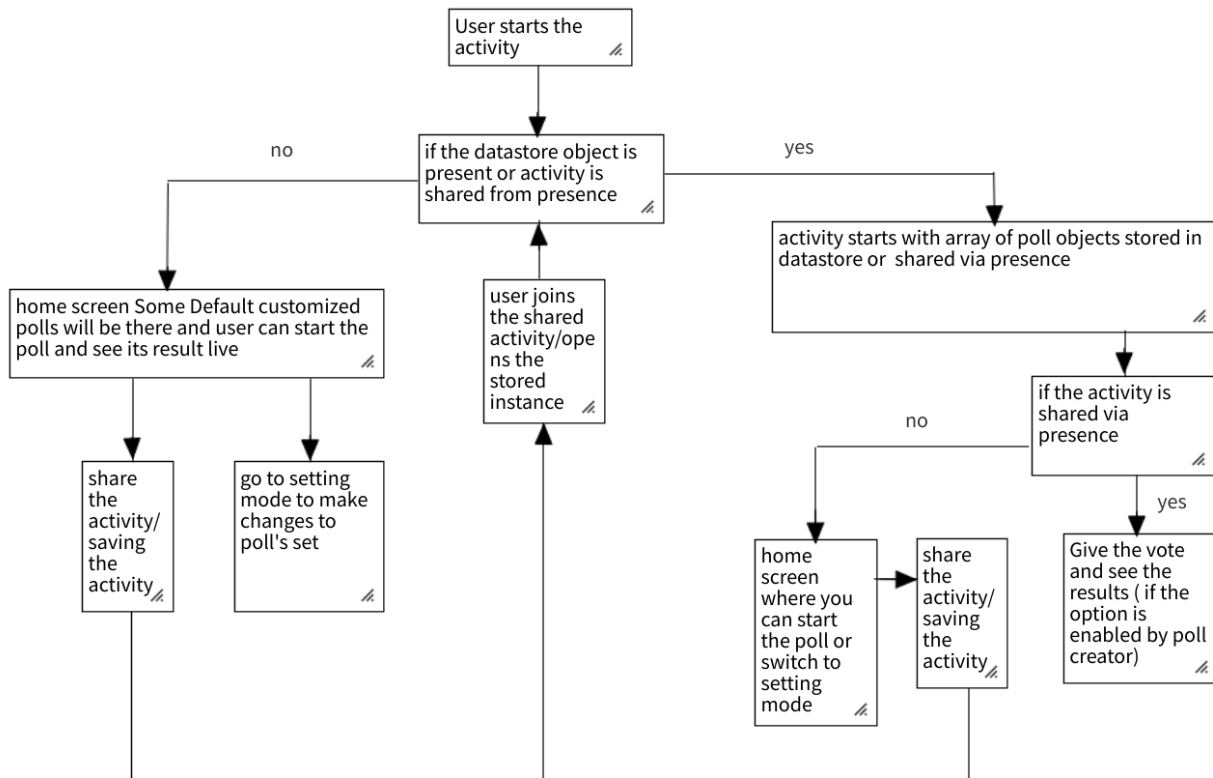 User starts the
activity
no
yes
if the datastore object is
present or activity is
shared from presence
activity starts with array of poll objects stored in
datastore or  shared via presence
home screen Some Default customized
polls will be there and user can start the
poll and see its result live
user joins
the shared
activity/ope
ns the
stored
instance
if the activity is
shared via
presence
no
yes
share
the
activity/
saving
the
activity
go to setting
mode to make
changes to
poll's set
home
screen
where you
can start
the poll or
switch to
setting
mode
share
the
activity/
saving
the
activity
Give the vote
and see the
results ( if the
option is
enabled by poll
creator)